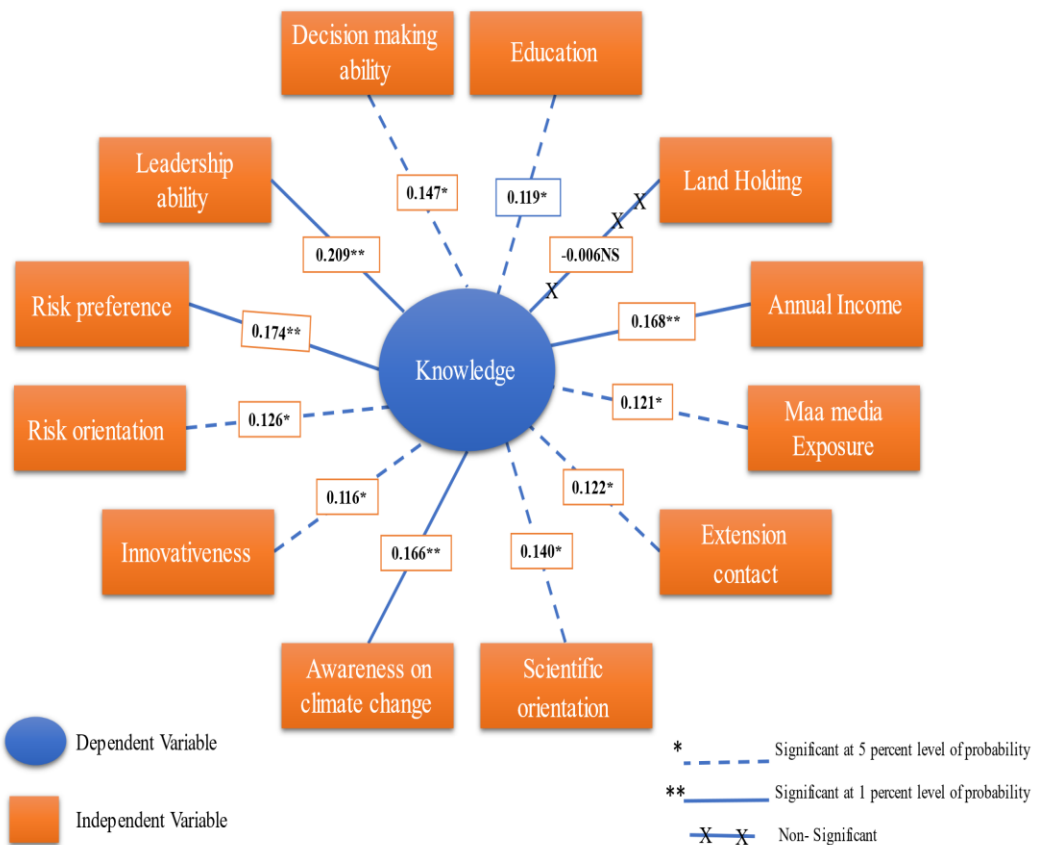 Decision making
ability
Education
Leadership
ability
Land Holding
0.147*
0.119*
0.209**
X
X
-0.006NS
X
Risk preference
Annual Income
0.174**
0.168**
Knowledge
Risk orientation
0.126*
0.121*
Maa media
Exposure
0.116*
0.122*
Innovativeness
0.166**
0.140*
Extension
contact
Awareness on
climate change
Scientific
orientation
Dependent Variable
Independent Variable
* Significant at 5 percent level of probability
** Significant at 1 percent level of probability
X X Non- Significant